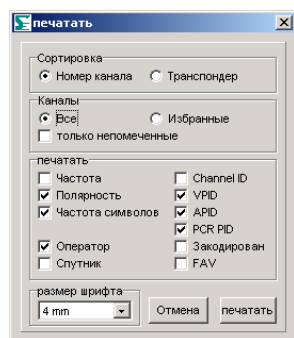 печатать
Сортировка
Номер канала Транспондер
Каналы
Все Избранные
только непомеченные
печатать
Частота Channel ID
Полярность VPID
Частота символов APID
PCR PID
Оператор Закодирован
Спутник FAV
размер шрифта
4 mm Отмена печатать